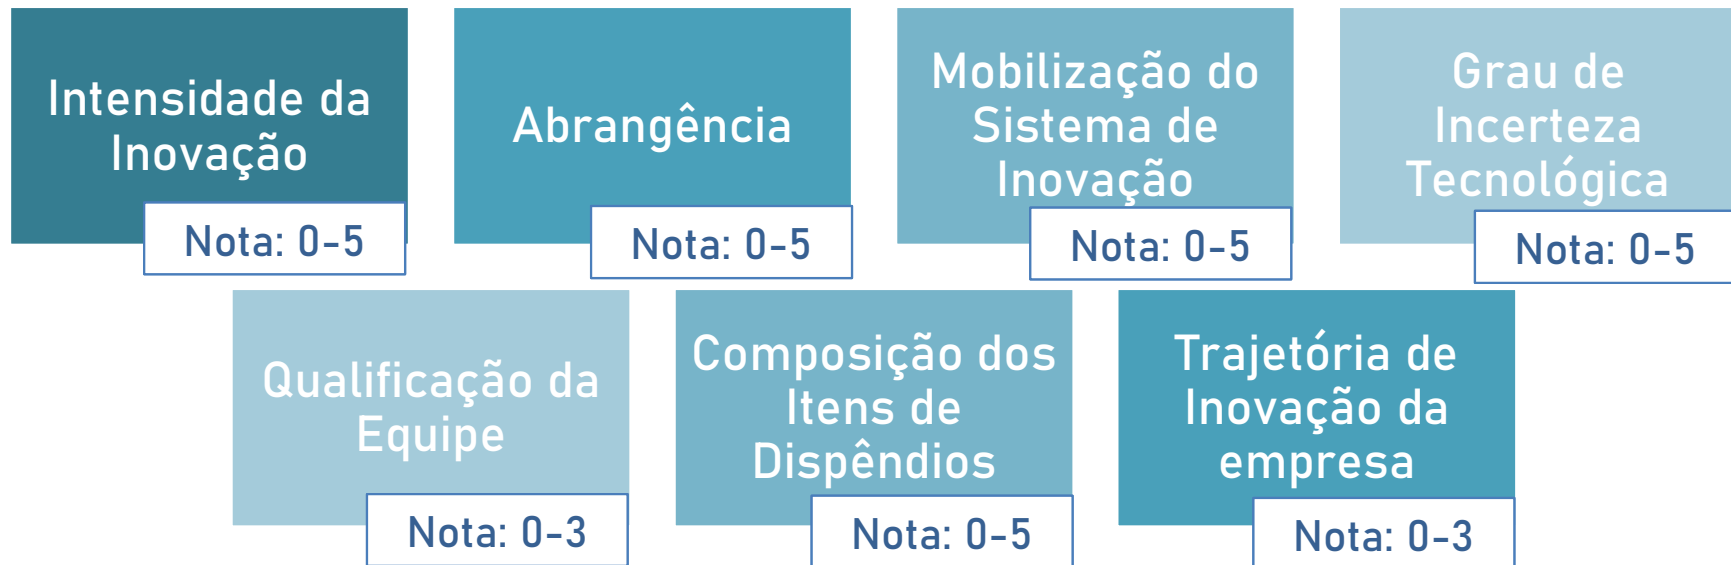 Intensidade da
Inovação
Nota: 0-5
Abrangência
Nota: 0-5
Mobilização do
Sistema de
Inovação
Nota: 0-5
Grau de
Incerteza
Tecnológica
Nota: 0-5
Qualificação da
Equipe
Nota: 0-3
Composição dos
Itens de
Dispêndios
Nota: 0-5
Trajetória de
Inovação da
empresa
Nota: 0-3